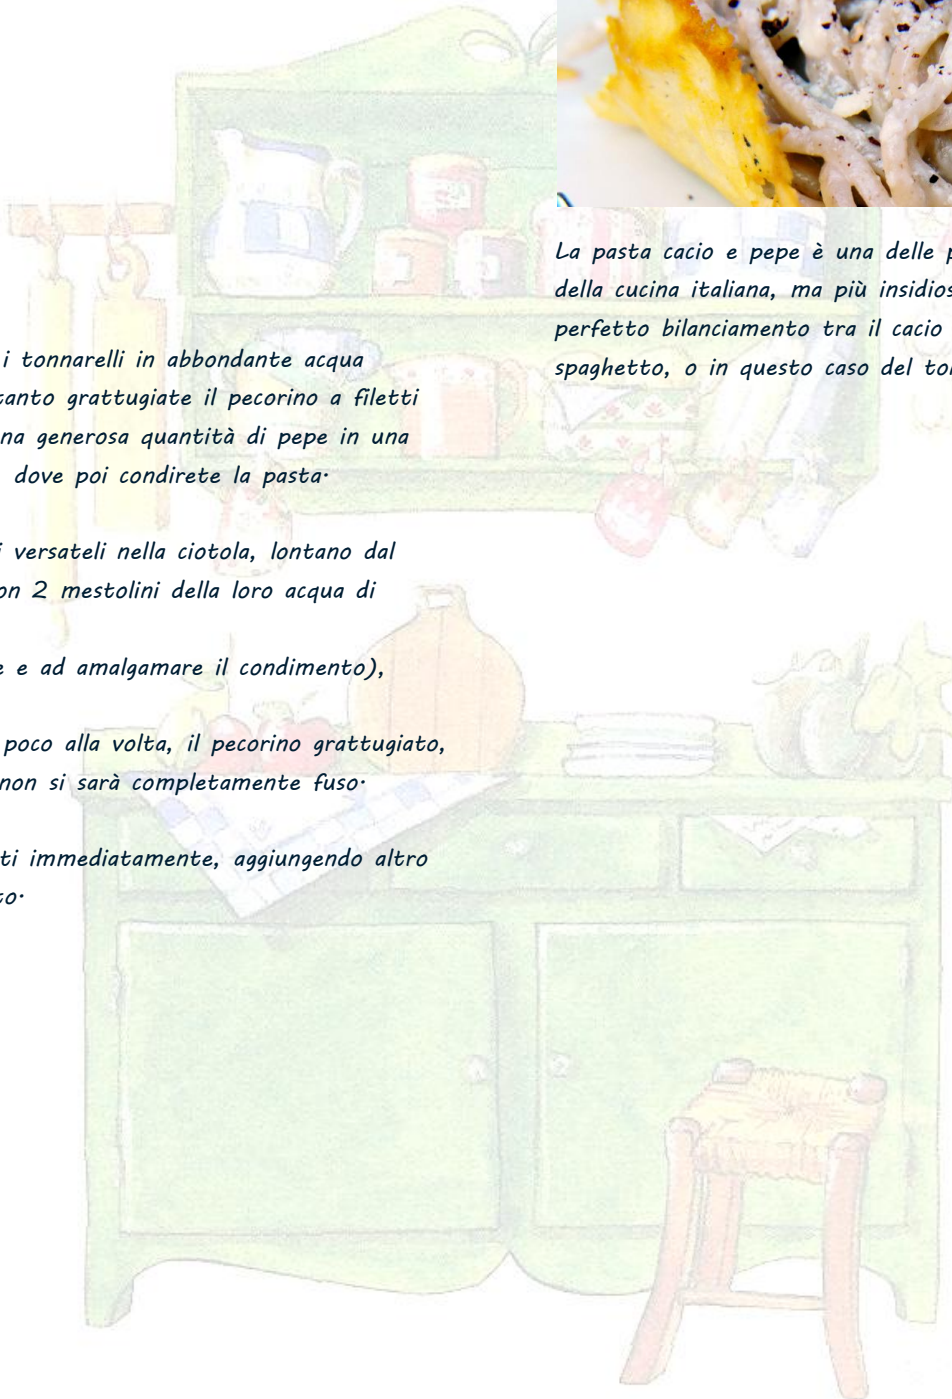 i tonnarelli in abbondante acqua
tanto grattugiate il pecorino a filetti
na generosa quantità di pepe in una
dove poi condirete la pasta.
i versateli nella ciotola, lontano dal
on 2 mestolini della loro acqua di
e e ad amalgamare il condimento),
poco alla volta, il pecorino grattugiato,
non si sarà completamente fuso.
ti immediatamente, aggiungendo altro
to.
La pasta cacio e pepe è una delle p
della cucina italiana, ma più insidios
perfetto bilanciamento tra il cacio
spaghetto, o in questo caso del ton